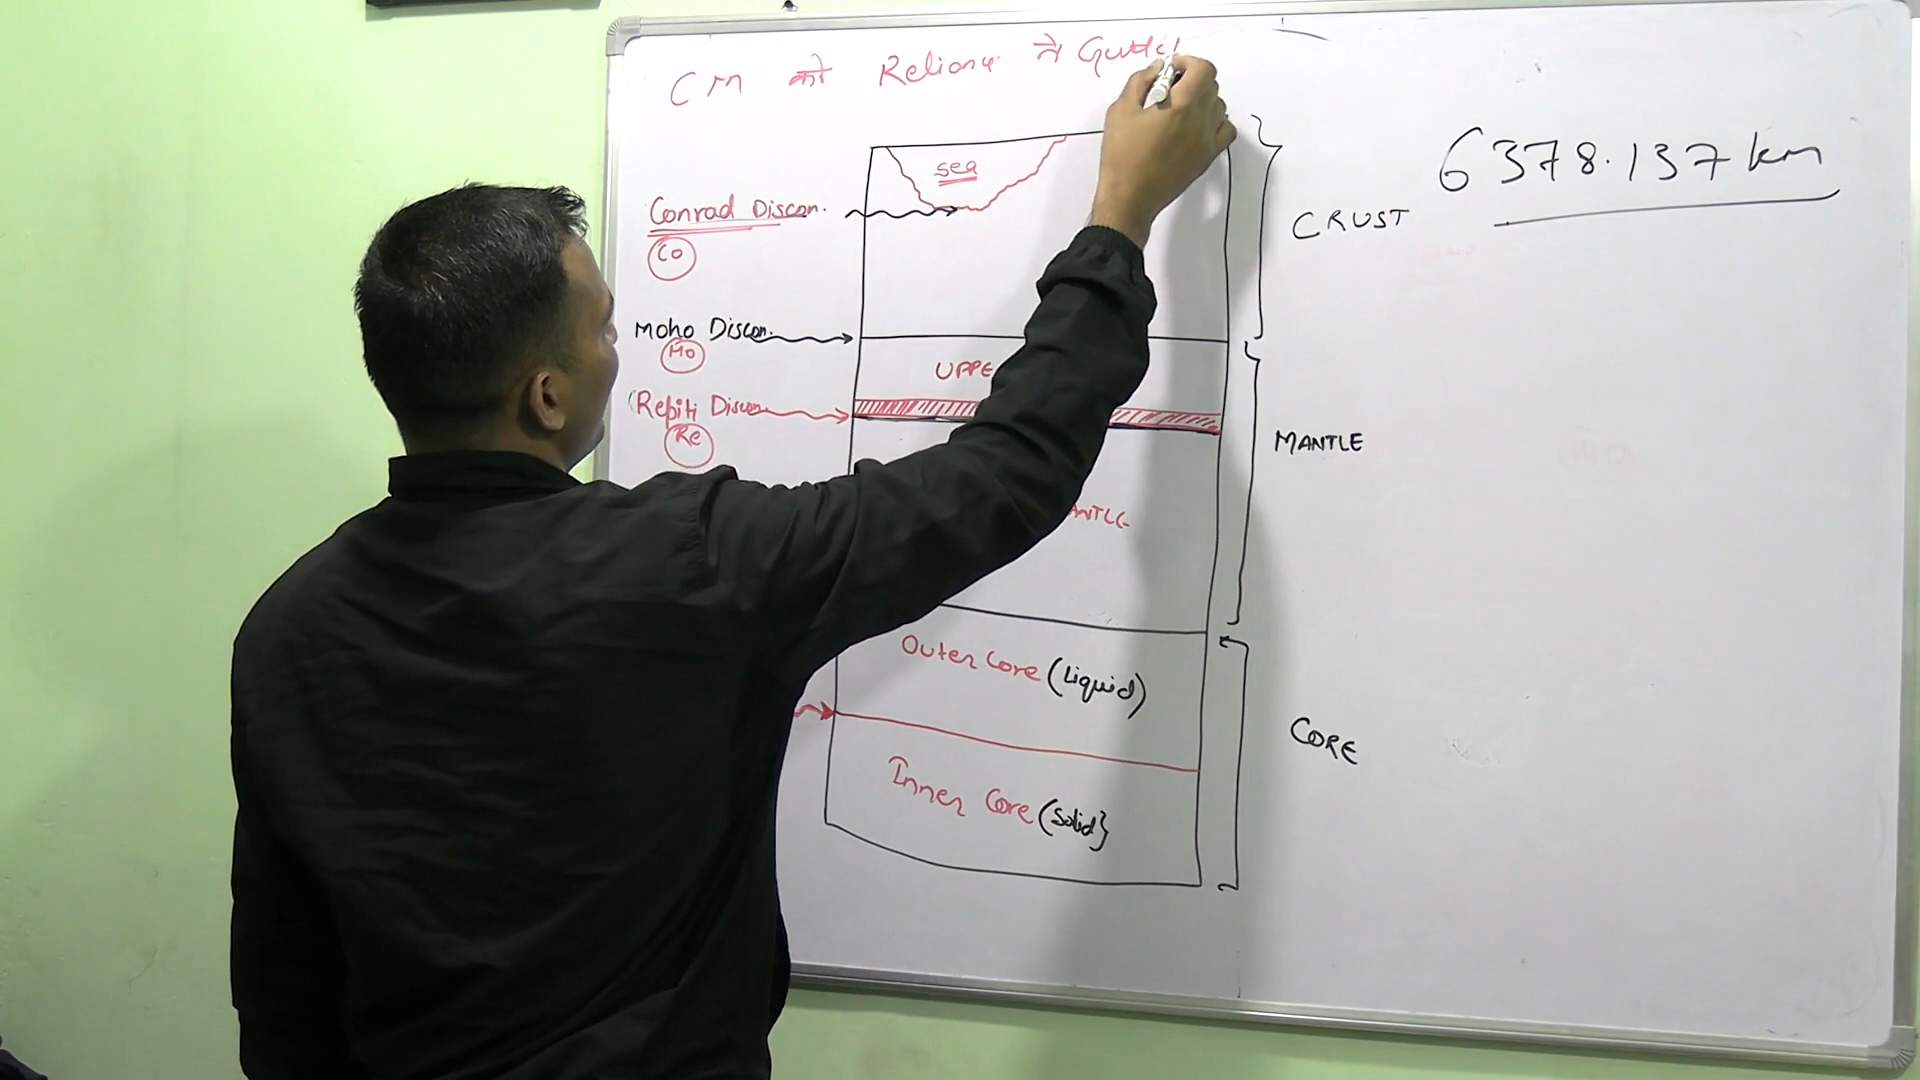 CM को Reliance ने
sea
6378.137 km
Conrad Discon.
CRUST
Co
Moho Discon.
Mo
UPPE
Repiti Discon.
Re
MANTLE
ANTLE
Outer Core (Liquid)
CORE
Inner Core (Solid}